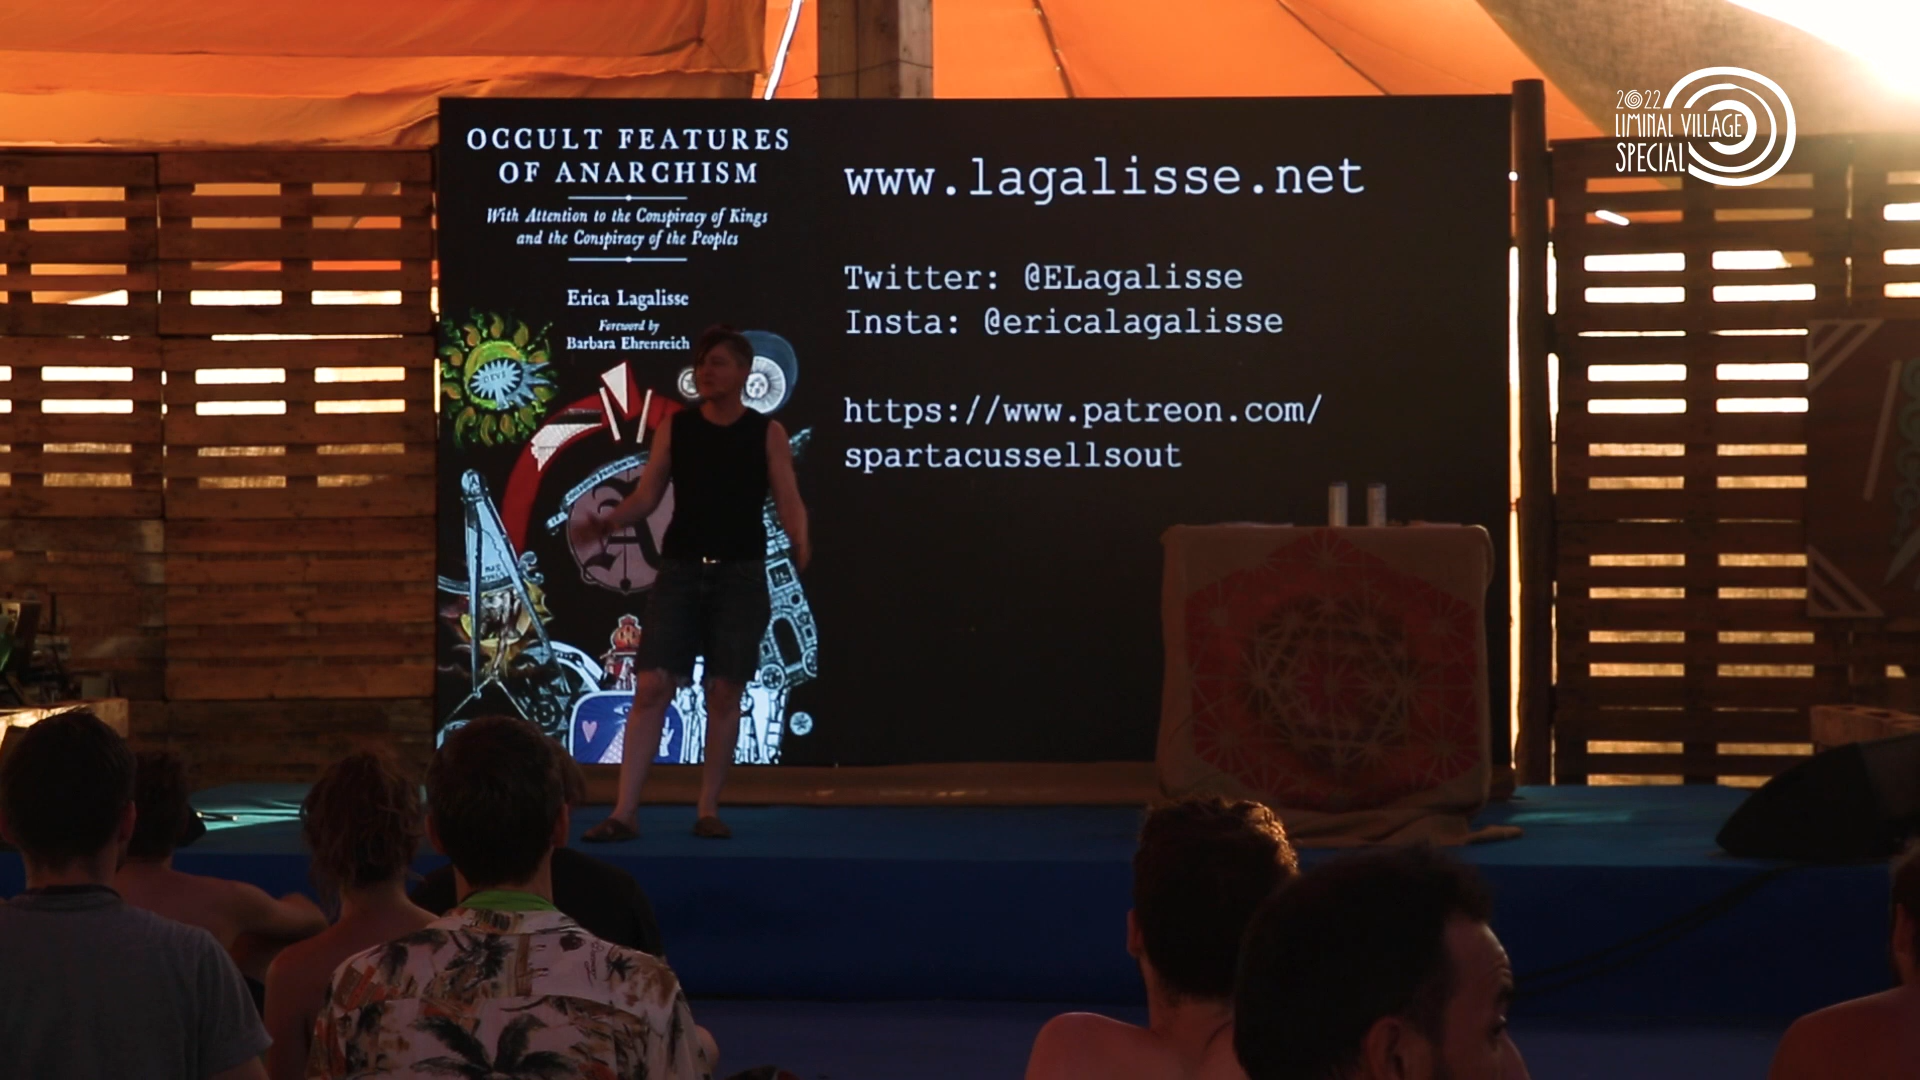 OCCULT FEATURES
OF ANARCHISM
With Attention to the Conspiracy of Kings
and the Conspiracy of the Peoples
Erica Lagalisse
Foreword by
Barbara Ehrenreich
DEVS
www.lagalisse.net
Twitter: @ELagalisse
Insta: @ericalagalisse
https://www.patreon.com/
spartacussellsout
2022
LIMINAL VILLAGE
SPECIAL